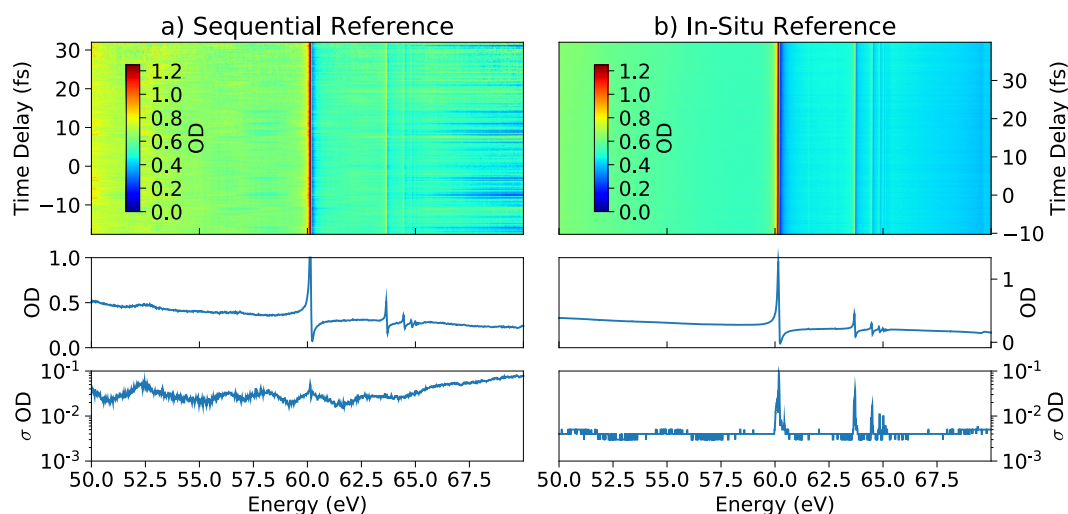 a) Sequential Reference
b) In-Situ Reference
Time Delay (fs)
30
20
10
0
−10
1.2
1.0
0.8
0.6
0.4
0.2
0.0
OD
1.2
1.0
0.8
0.6
0.4
0.2
0.0
OD
30
20
10
0
−10
Time Delay (fs)
OD
1.0
0.5
0.0
1
0
OD
σ OD
10⁻¹
10⁻²
10⁻³
10⁻¹
10⁻²
10⁻³
σ OD
50.0 52.5 55.0 57.5 60.0 62.5 65.0 67.5
50.0 52.5 55.0 57.5 60.0 62.5 65.0 67.5
Energy (eV)
Energy (eV)